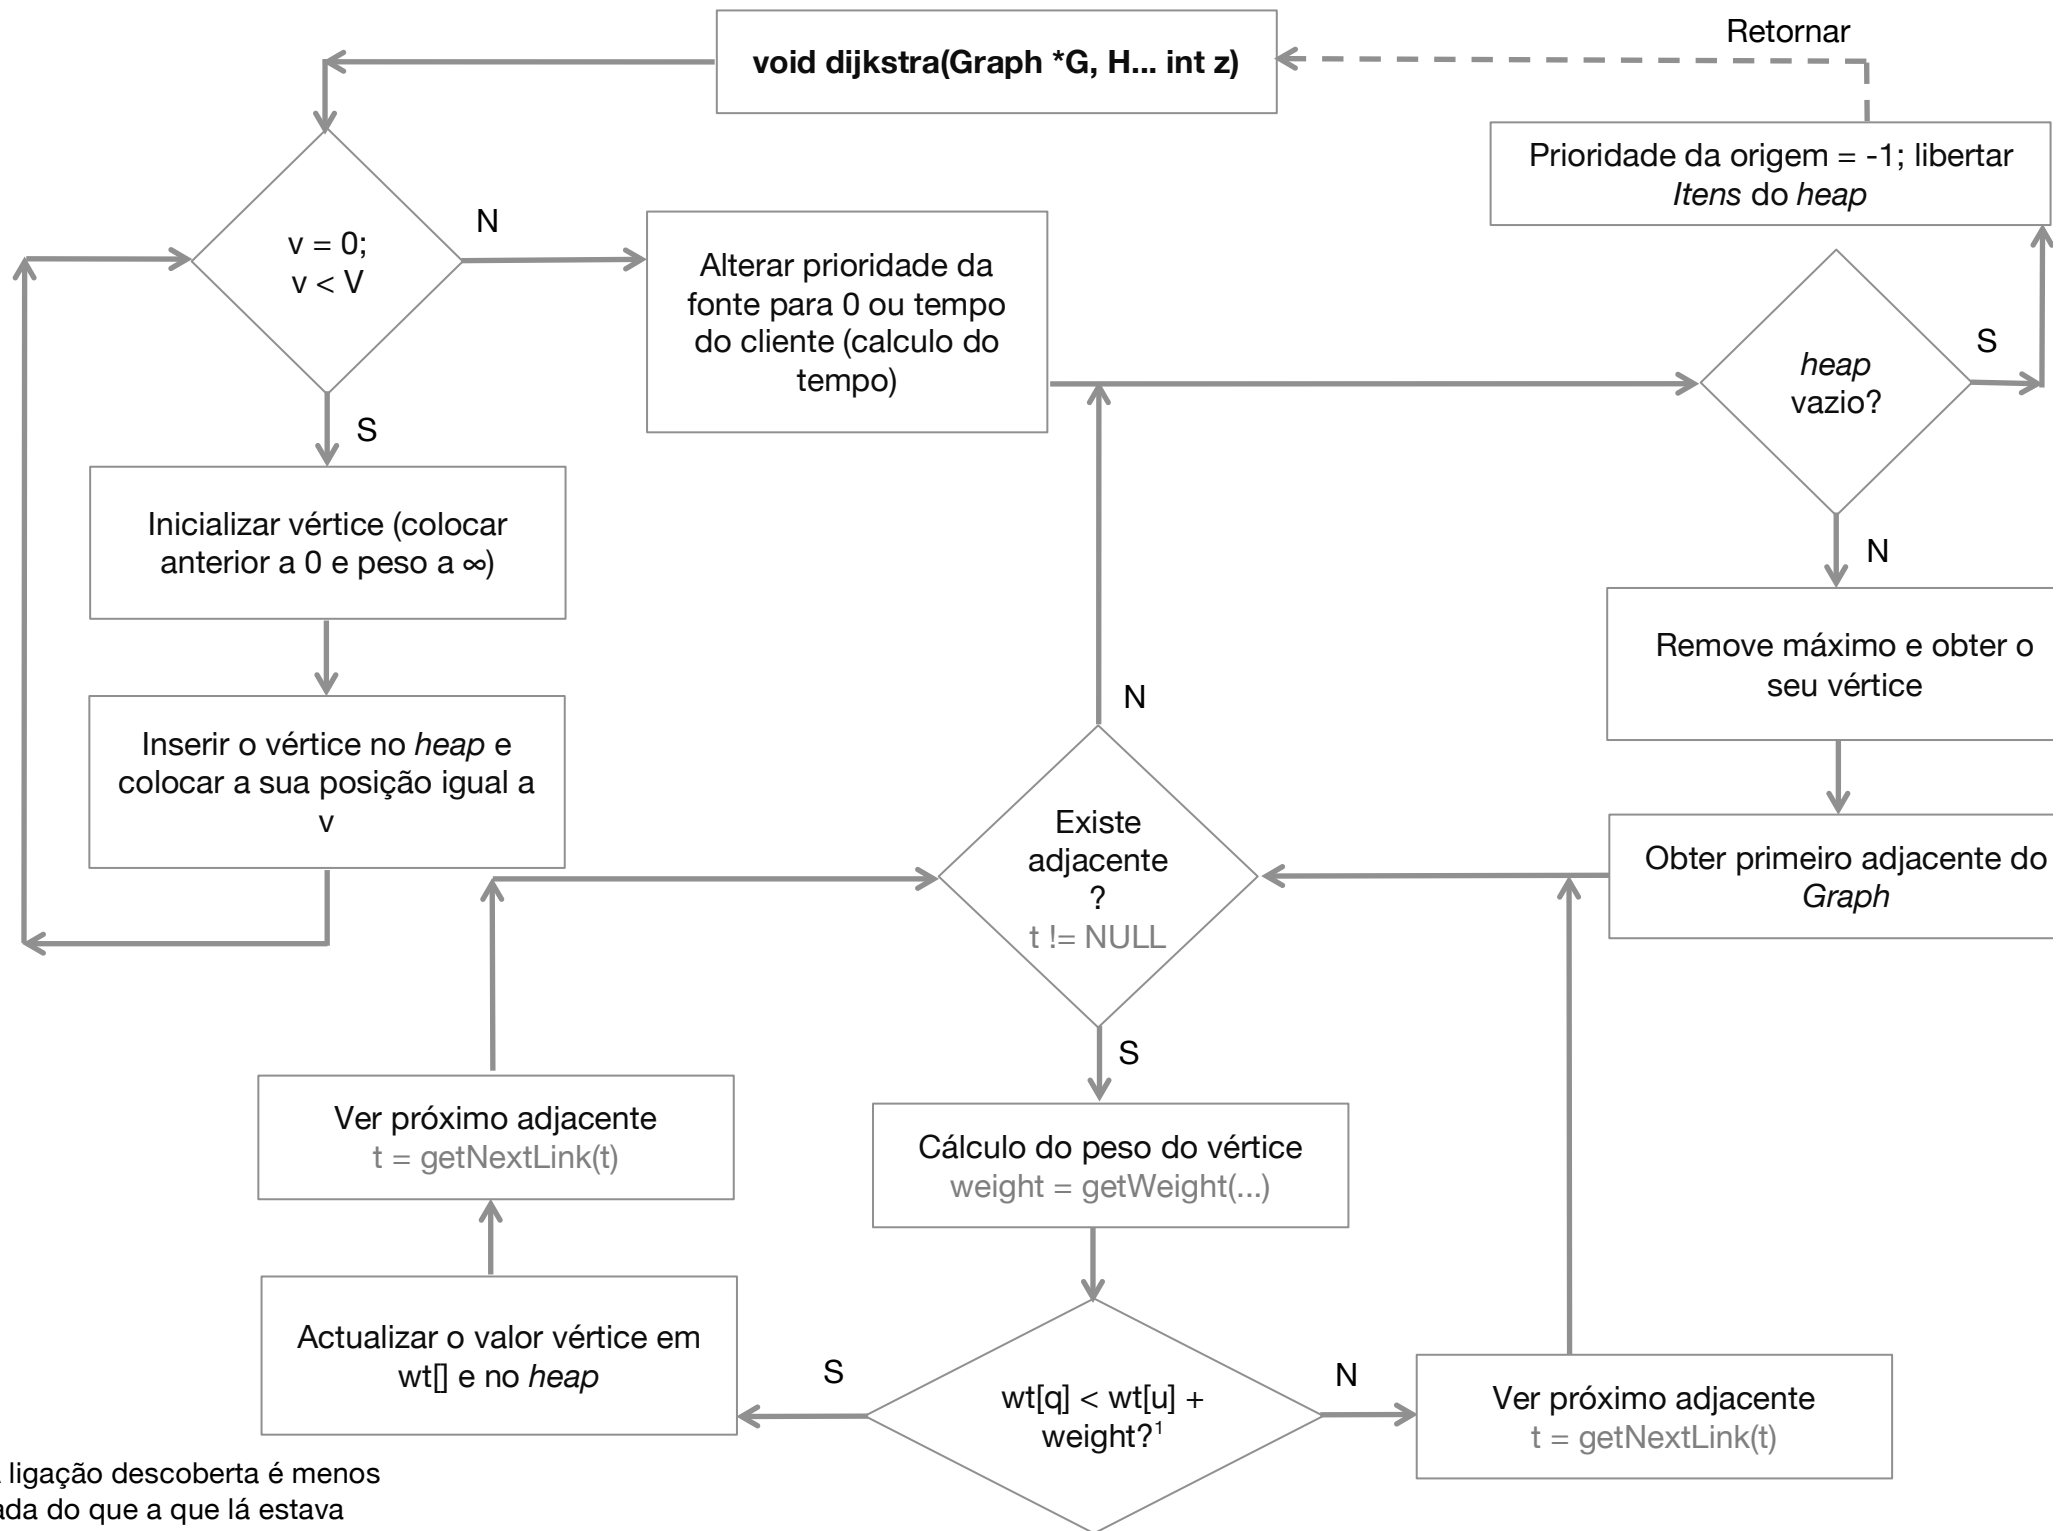 void dijkstra(Graph *G, H... int z)
Retornar
Prioridade da origem = -1; libertar
Itens do heap
v = 0;
v < V
N
Alterar prioridade da
fonte para 0 ou tempo
do cliente (calculo do
tempo)
heap
vazio?
S
S
Inicializar vértice (colocar
anterior a 0 e peso a ∞)
N
Remove máximo e obter o
seu vértice
Inserir o vértice no heap e
colocar a sua posição igual a
v
N
Existe
adjacente
?
t != NULL
Obter primeiro adjacente do
Graph
S
Ver próximo adjacente
t = getNextLink(t)
Cálculo do peso do vértice
weight = getWeight(...)
Actualizar o valor vértice em
wt[] e no heap
S
wt[q] < wt[u] +
weight?¹
N
Ver próximo adjacente
t = getNextLink(t)
ligação descoberta é menos
do que a que lá estava